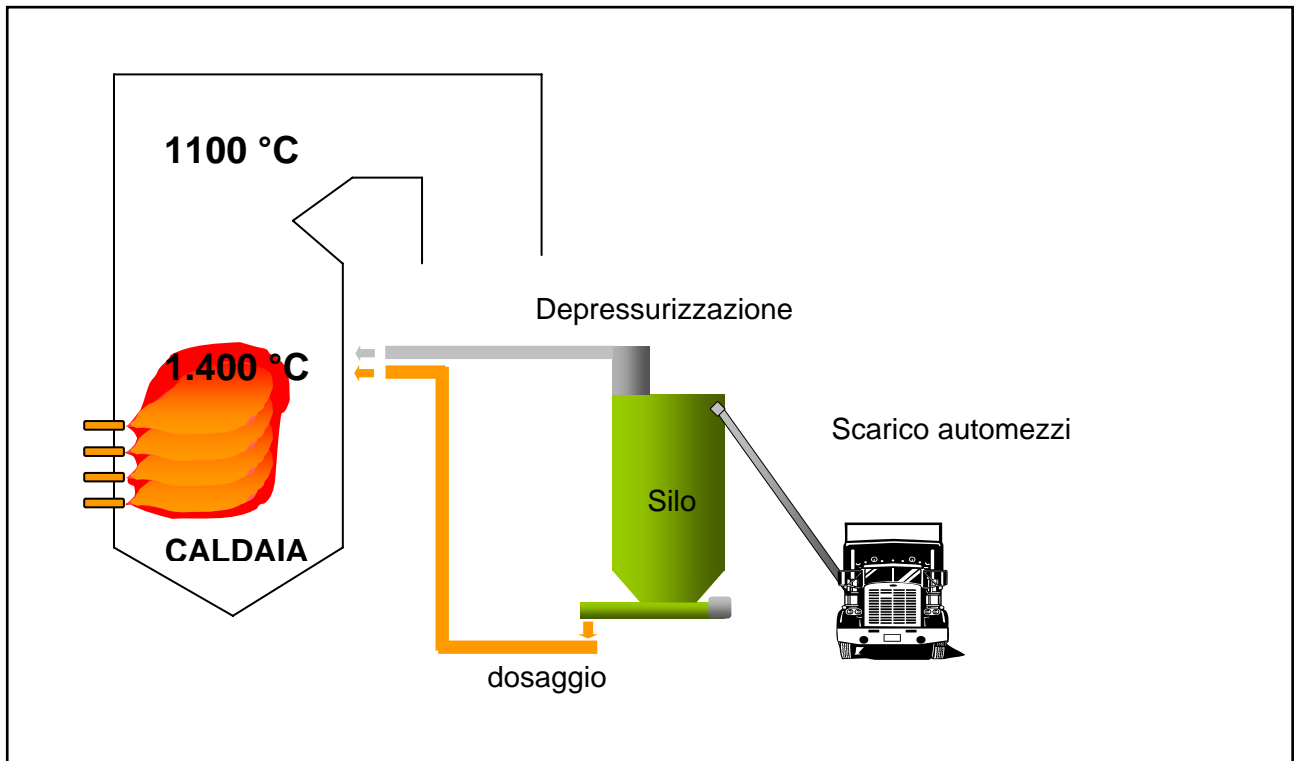 1100 °C
Depressurizzazione
1.400 °C
Scarico automezzi
Silo
CALDAIA
dosaggio